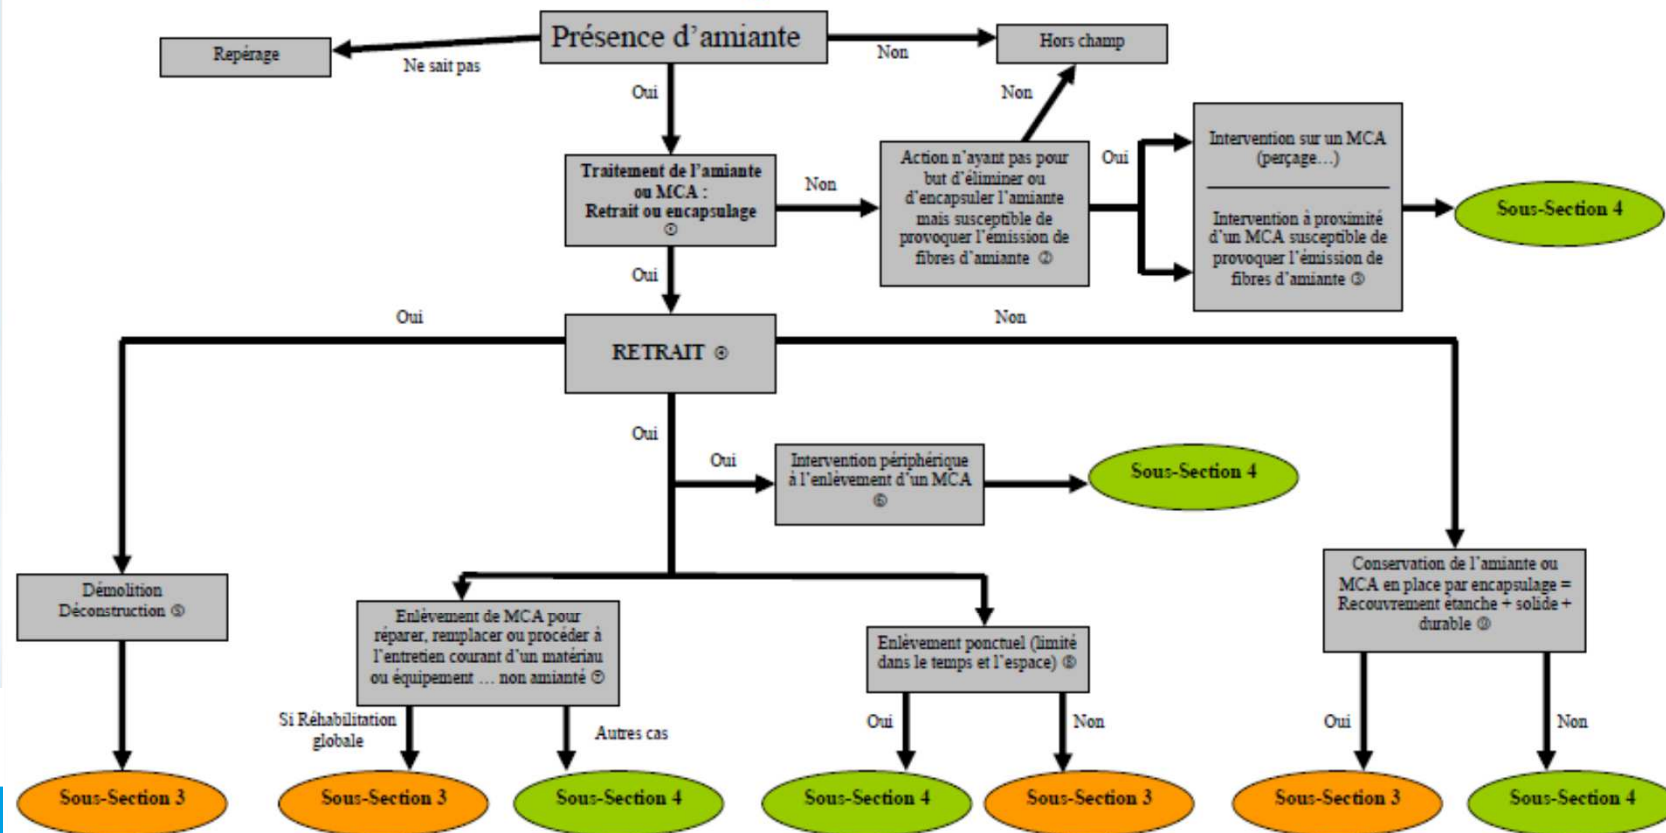 Présence d'amiante
Repérage
Ne sait pas
Non
Hors champ
Oui
Non
Traitement de l'amiante
ou MCA :
Retrait ou encapsulage
①
Non
Action n'ayant pas pour
but d'éliminer ou
d'encapsuler l'amiante
mais susceptible de
provoquer l'émission de
fibres d'amiante ②
Oui
Intervention sur un MCA
(perçage…)
Intervention à proximité
d'un MCA susceptible de
provoquer l'émission de
fibres d'amiante ③
Sous-Section 4
Oui
Oui
RETRAIT ④
Non
Oui
Oui
Intervention périphérique
à l'enlèvement d'un MCA
⑥
Sous-Section 4
Démolition
Déconstruction ⑤
Enlèvement de MCA pour
réparer, remplacer ou procéder à
l'entretien courant d'un matériau
ou équipement … non amianté ⑦
Enlèvement ponctuel (limité
dans le temps et l'espace) ⑧
Conservation de l'amiante ou
MCA en place par encapsulage =
Recouvrement étanche + solide +
durable
Si Réhabilitation
globale
Autres cas
Oui
Non
Oui
Non
Sous-Section 3
Sous-Section 3
Sous-Section 4
Sous-Section 4
Sous-Section 3
Sous-Section 3
Sous-Section 4